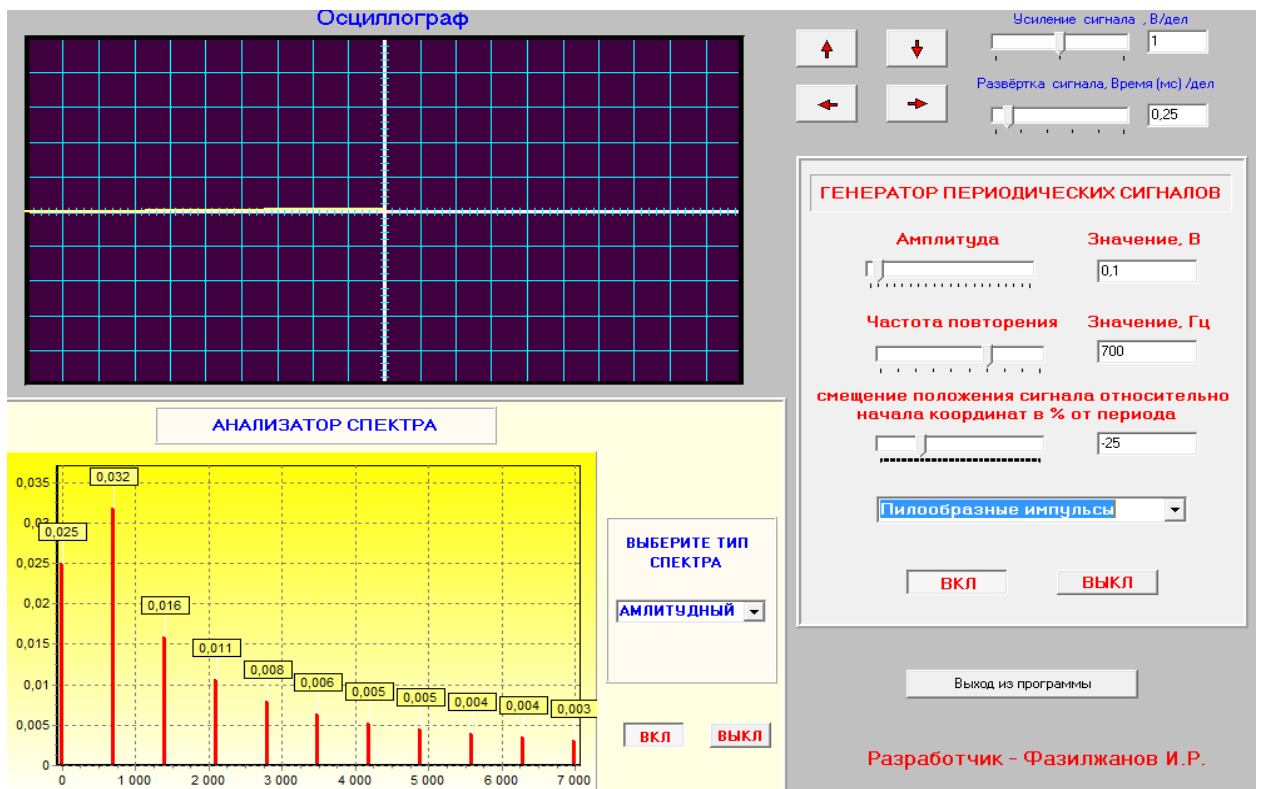 Осциллограф
Усиление сигнала , В/дел
1
Развёртка сигнала, Время (мс) /дел
0,25
ГЕНЕРАТОР ПЕРИОДИЧЕСКИХ СИГНАЛОВ
Амплитуда
Значение, В
0,1
Частота повторения
Значение, Гц
700
смещение положения сигнала относительно
начала координат в % от периода
-25
Пилообразные импульсы
ВКЛ
ВЫКЛ
Выход из программы
Разработчик - Фазилжанов И.Р.
АНАЛИЗАТОР СПЕКТРА
0,035
0,03
0,025
0,02
0,015
0,01
0,005
0
0,025
0,032
0,016
0,011
0,008
0,006
0,005
0,005
0,004
0,004
0,003
0
1 000
2 000
3 000
4 000
5 000
6 000
7 000
ВЫБЕРИТЕ ТИП
СПЕКТРА
АМЛИТУДНЫЙ
ВКЛ
ВЫКЛ